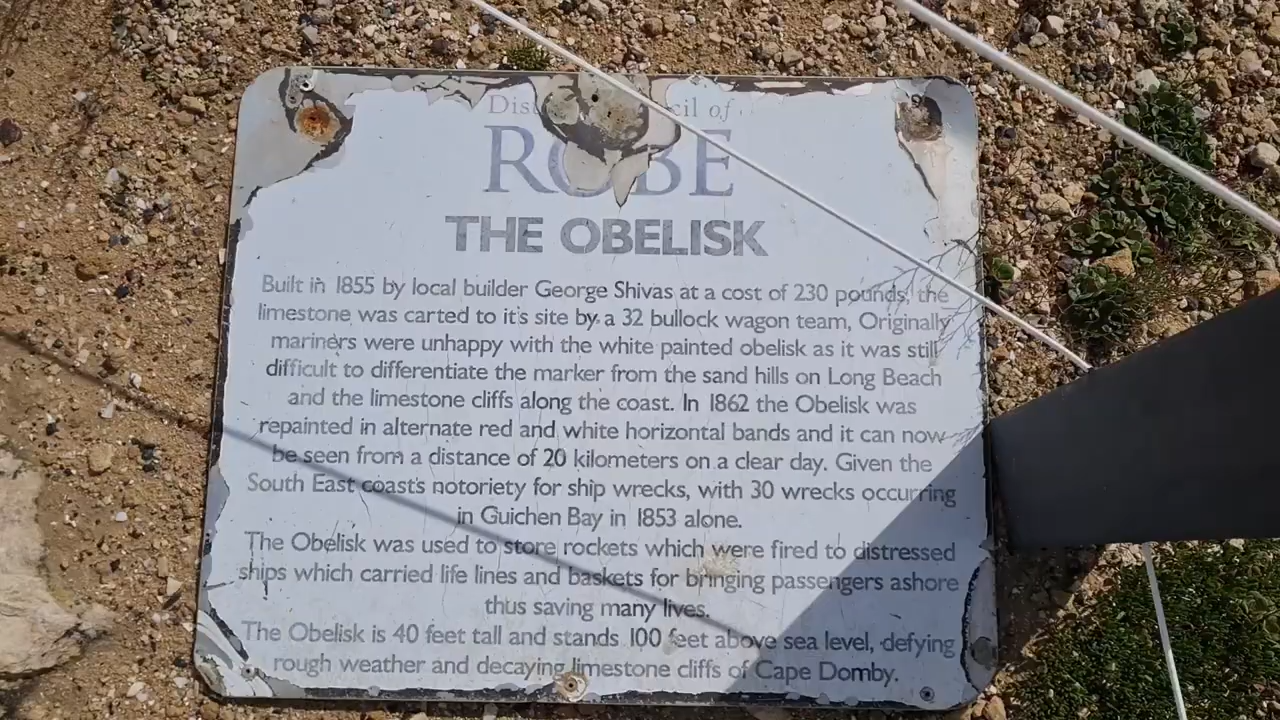 Dis cil of
ROBE
THE OBELISK
Built in 1855 by local builder George Shivas at a cost of 230 pounds, the
limestone was carted to it's site by a 32 bullock wagon team, Originally
mariners were unhappy with the white painted obelisk as it was still
difficult to differentiate the marker from the sand hills on Long Beach
and the limestone cliffs along the coast. In 1862 the Obelisk was
repainted in alternate red and white horizontal bands and it can now
be seen from a distance of 20 kilometers on a clear day. Given the
South East coast's notoriety for ship wrecks, with 30 wrecks occurring
in Guichen Bay in 1853 alone.
The Obelisk was used to store rockets which were fired to distressed
ships which carried life lines and baskets for bringing passengers ashore
thus saving many lives.
The Obelisk is 40 feet tall and stands 100 feet above sea level, defying
rough weather and decaying limestone cliffs of Cape Domby.